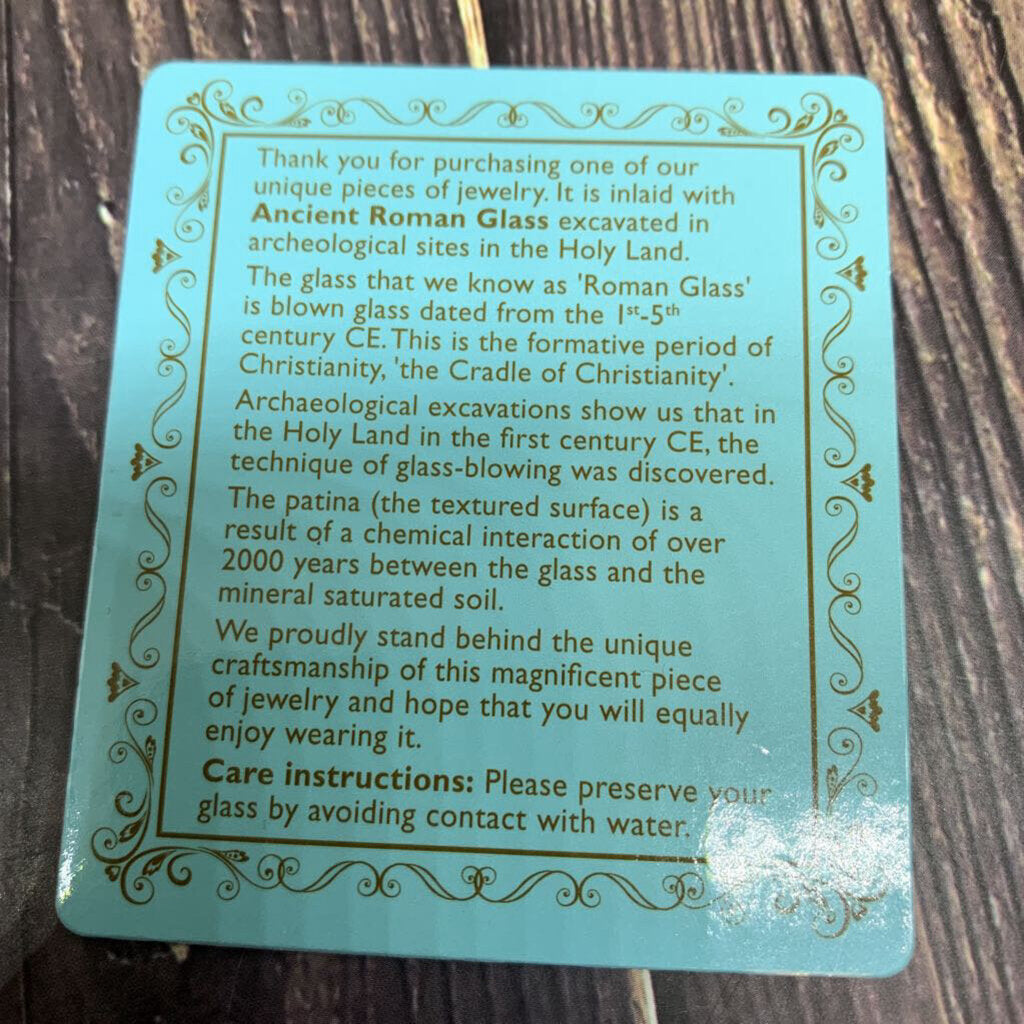 Thank you for purchasing one of our
unique pieces of jewelry. It is inlaid with
Ancient Roman Glass excavated in
archeological sites in the Holy Land.
The glass that we know as 'Roman Glass'
is blown glass dated from the 1st-5th
century CE. This is the formative period of
Christianity, 'the Cradle of Christianity'.
Archaeological excavations show us that in
the Holy Land in the first century CE, the
technique of glass-blowing was discovered.
The patina (the textured surface) is a
result of a chemical interaction of over
2000 years between the glass and the
mineral saturated soil.
We proudly stand behind the unique
craftsmanship of this magnificent piece
of jewelry and hope that you will equally
enjoy wearing it.
Care instructions: Please preserve your
glass by avoiding contact with water.